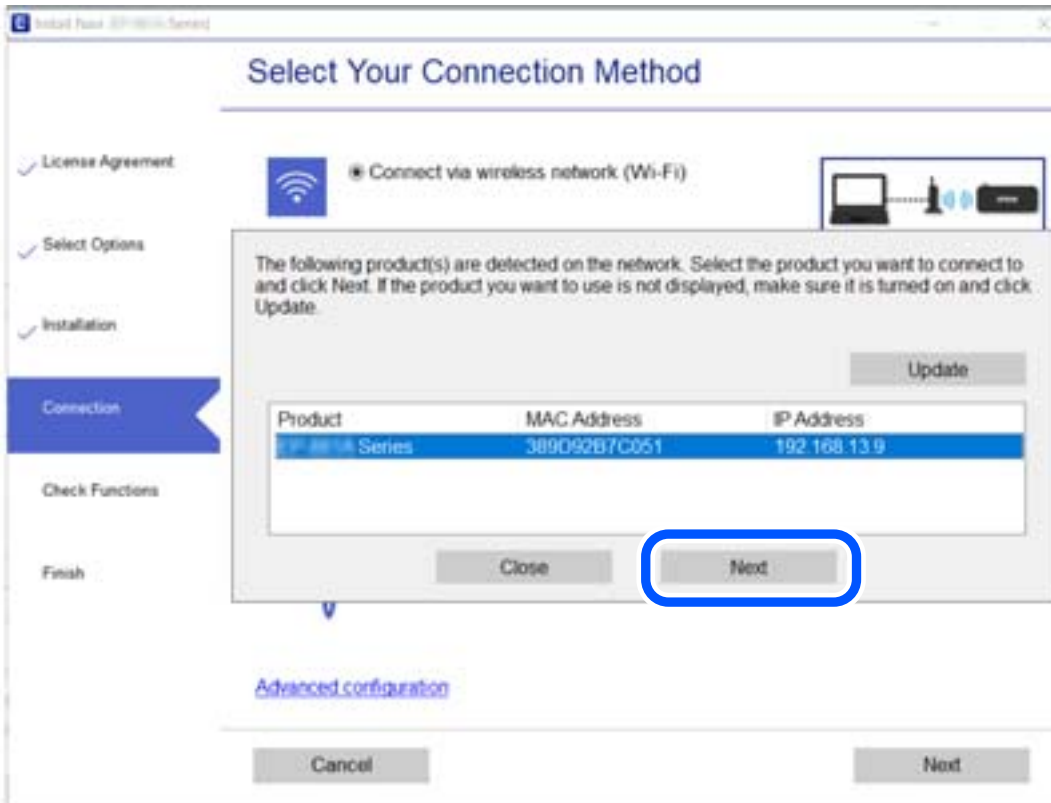 Install Navi Series]
Select Your Connection Method
License Agreement
Select Options
Installation
Connection
Check Functions
Finish
Connect via wireless network (Wi-Fi)
The following product(s) are detected on the network. Select the product you want to connect to
and click Next. If the product you want to use is not displayed, make sure it is turned on and click
Update.
Update
Product MAC Address IP Address
Series 389D92B7C051 192.168.13.9
Close Next
Advanced configuration
Cancel Next